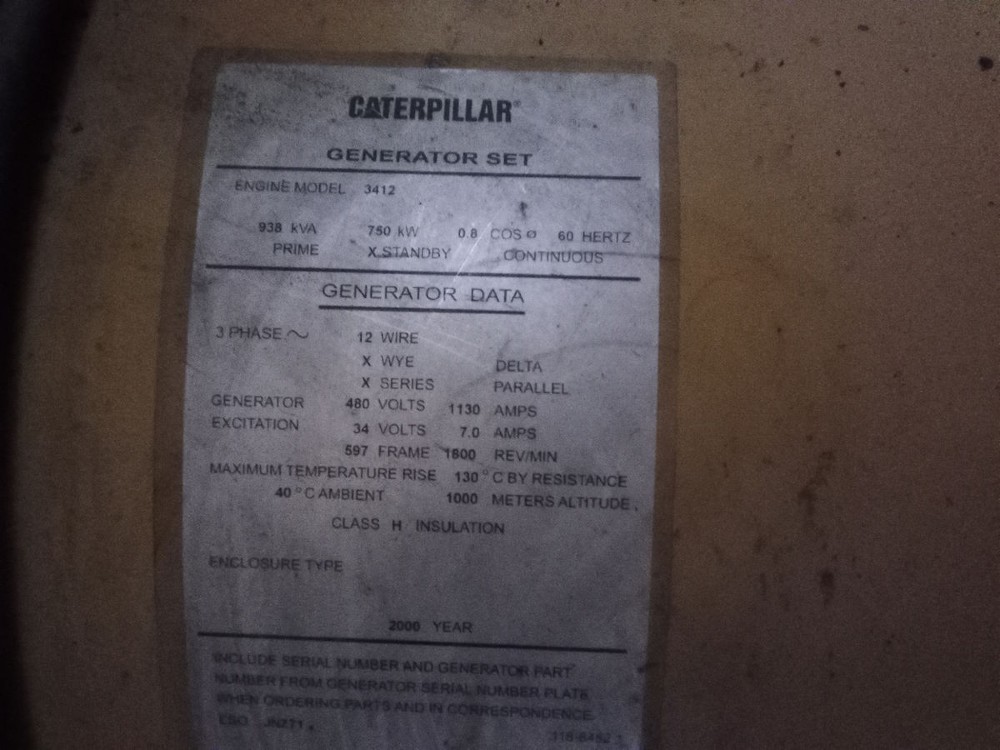 CATERPILLAR®
GENERATOR SET
ENGINE MODEL 3412
938 kVA 750 kW 0.8 COS Ø 60 HERTZ
PRIME X STANDBY CONTINUOUS
GENERATOR DATA
3 PHASE ～ 12 WIRE
X WYE DELTA
X SERIES PARALLEL
GENERATOR 480 VOLTS 1130 AMPS
EXCITATION 34 VOLTS 7.0 AMPS
597 FRAME 1800 REV/MIN
MAXIMUM TEMPERATURE RISE 130 °C BY RESISTANCE
40 °C AMBIENT 1000 METERS ALTITUDE
CLASS H INSULATION
ENCLOSURE TYPE
2000 YEAR
INCLUDE SERIAL NUMBER AND GENERATOR PART
NUMBER FROM GENERATOR SERIAL NUMBER PLATE
WHEN ORDERING PARTS AND IN CORRESPONDENCE